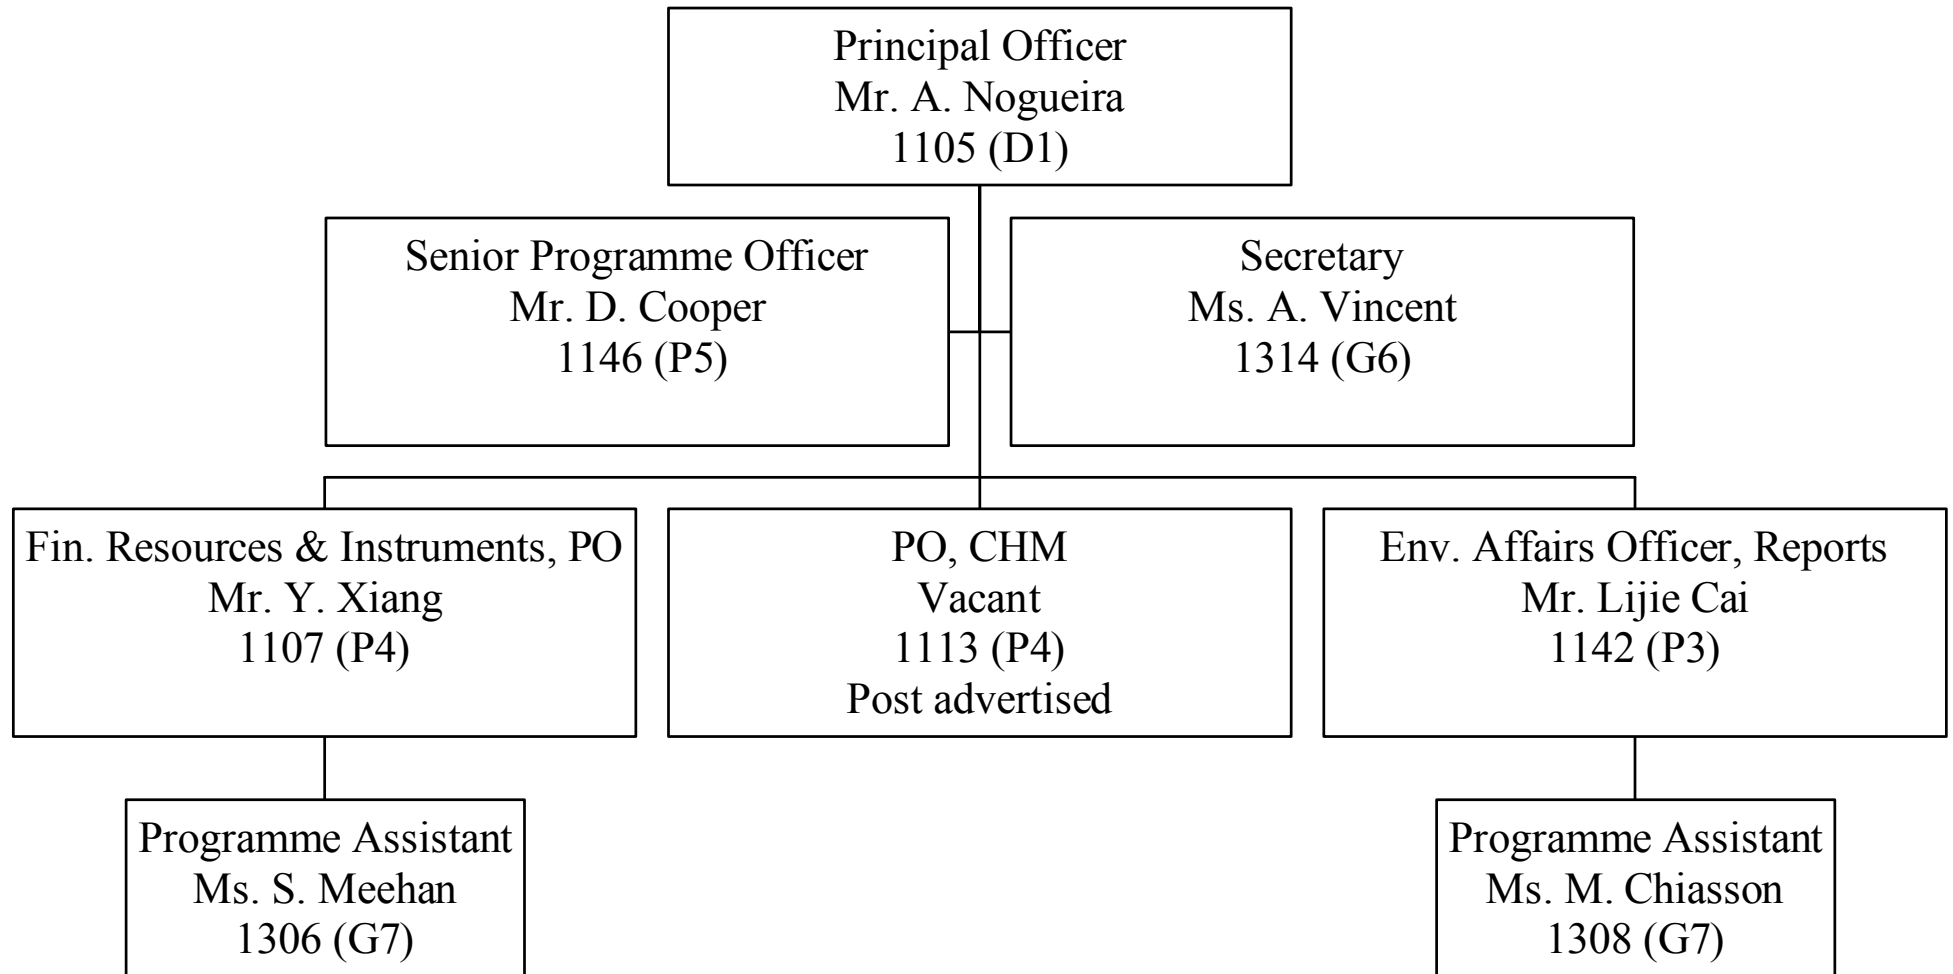 Principal Officer
Mr. A. Nogueira
1105 (D1)
Senior Programme Officer
Mr. D. Cooper
1146 (P5)
Secretary
Ms. A. Vincent
1314 (G6)
Fin. Resources & Instruments, PO
Mr. Y. Xiang
1107 (P4)
PO, CHM
Vacant
1113 (P4)
Post advertised
Env. Affairs Officer, Reports
Mr. Lijie Cai
1142 (P3)
Programme Assistant
Ms. S. Meehan
1306 (G7)
Programme Assistant
Ms. M. Chiasson
1308 (G7)